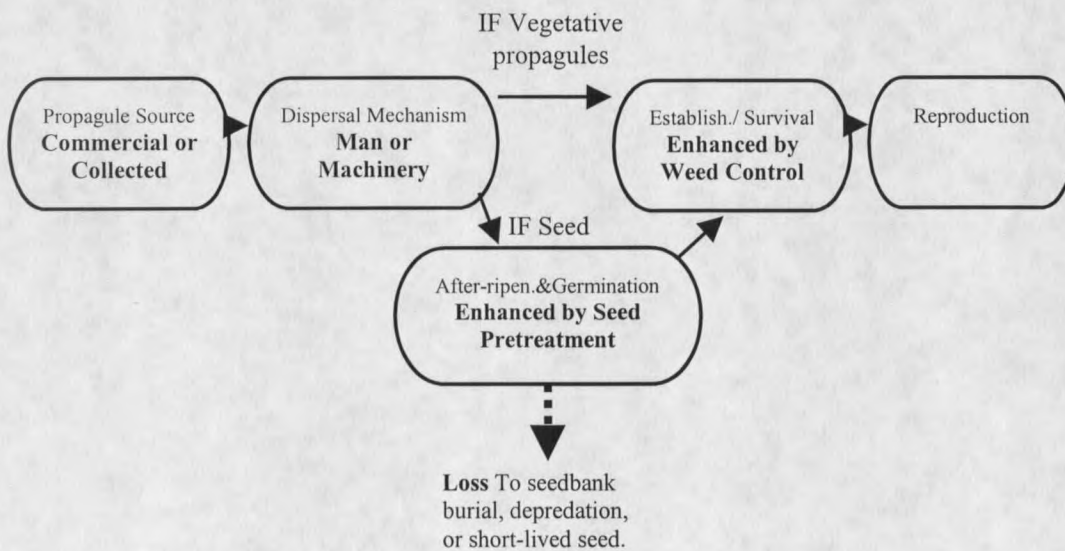 IF Vegetative
propagules
Propagule Source
Commercial or
Collected
Dispersal Mechanism
Man or
Machinery
Establish./ Survival
Enhanced by
Weed Control
Reproduction
IF Seed
After-ripen.&Germination
Enhanced by Seed
Pretreatment
Loss To seedbank
burial, depredation,
or short-lived seed.